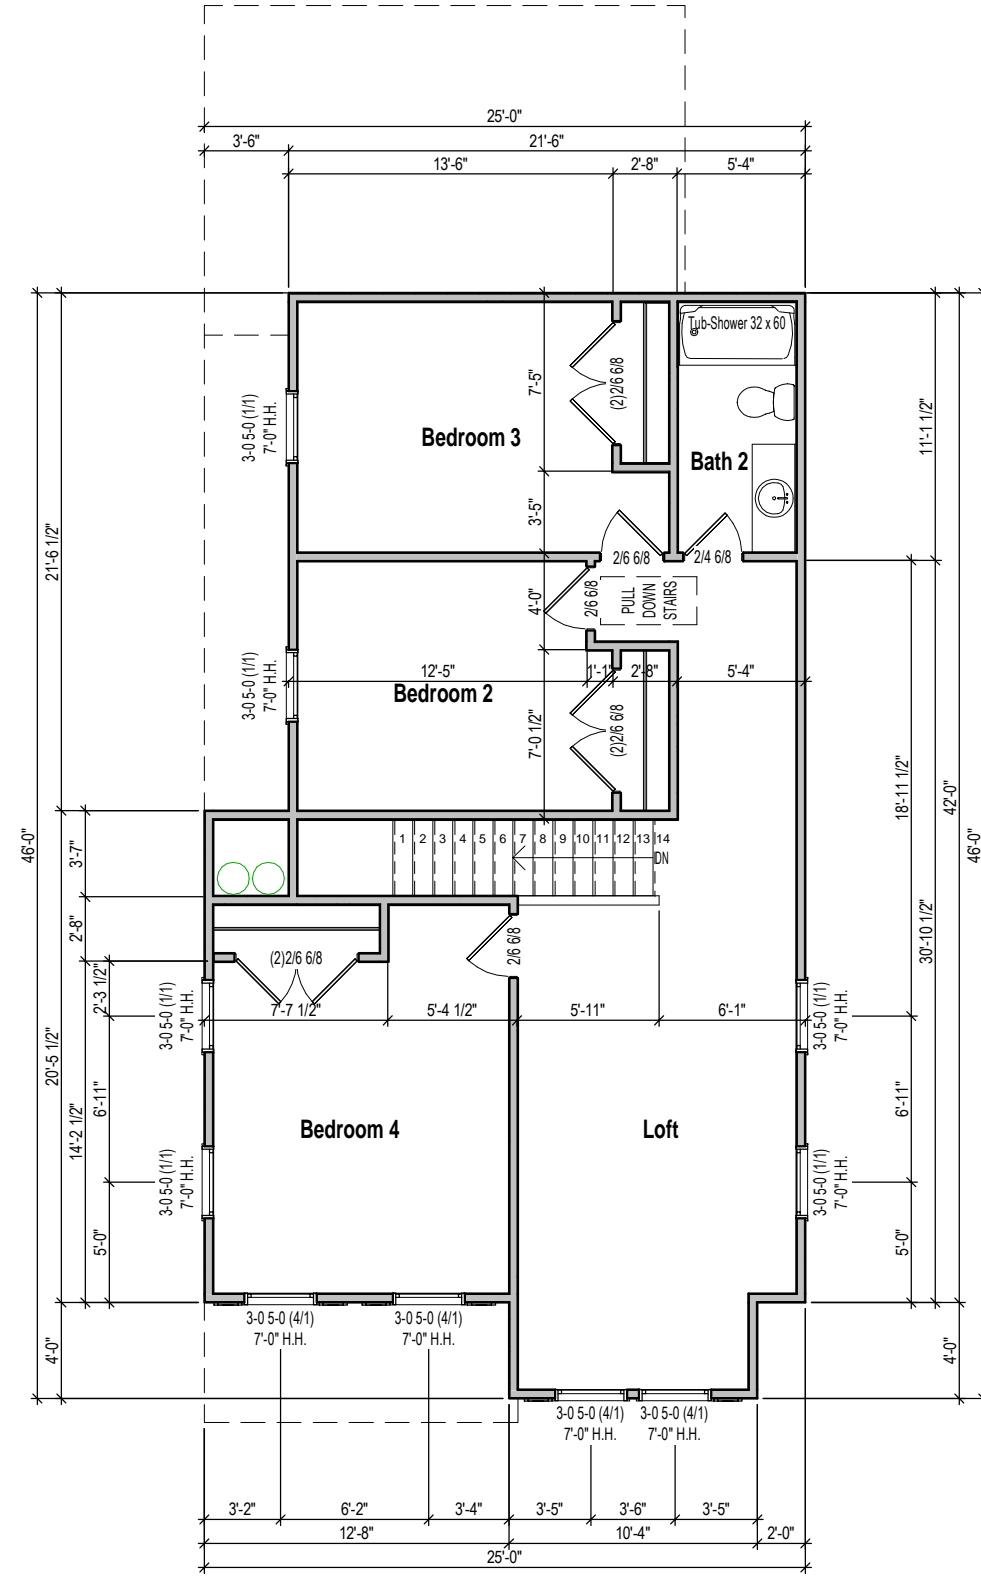 25'-0"
3'-6"
21'-6"
13'-6"
2'-8"
5'-4"
Tub-Shower 32 x 60
7'-5"
(2)2/6 6/8
3-0 5-0 (1/1)
7'-0" H.H.
Bedroom 3
Bath 2
11'-1 1/2"
3'-5"
21'-6 1/2"
2/6 6/8
2/4 6/8
4'-0"
2/6 6/8
PULL
DOWN
STAIRS
3-0 5-0 (1/1)
7'-0" H.H.
12'-5"
1'-1"
2'-8"
5'-4"
Bedroom 2
7'-0 1/2"
(2)2/6 6/8
18'-11 1/2"
42'-0"
46'-0"
46'-0"
3'-7"
1 2 3 4 5 6 7 8 9 10 11 12 13 14
DN
30'-10 1/2"
2'-8"
(2)2/6 6/8
2/6 6/8
2'-3 1/2"
3-0 5-0 (1/1)
7'-0" H.H.
7'-7 1/2"
5'-4 1/2"
5'-11"
6'-1"
3-0 5-0 (1/1)
7'-0" H.H.
20'-5 1/2"
14'-2 1/2"
6'-11"
6'-11"
Bedroom 4
Loft
3-0 5-0 (1/1)
7'-0" H.H.
3-0 5-0 (1/1)
7'-0" H.H.
5'-0"
5'-0"
3-0 5-0 (4/1)
7'-0" H.H.
3-0 5-0 (4/1)
7'-0" H.H.
4'-0"
4'-0"
3-0 5-0 (4/1)
7'-0" H.H.
3-0 5-0 (4/1)
7'-0" H.H.
3'-2"
6'-2"
3'-4"
3'-5"
3'-6"
3'-5"
12'-8"
10'-4"
2'-0"
25'-0"